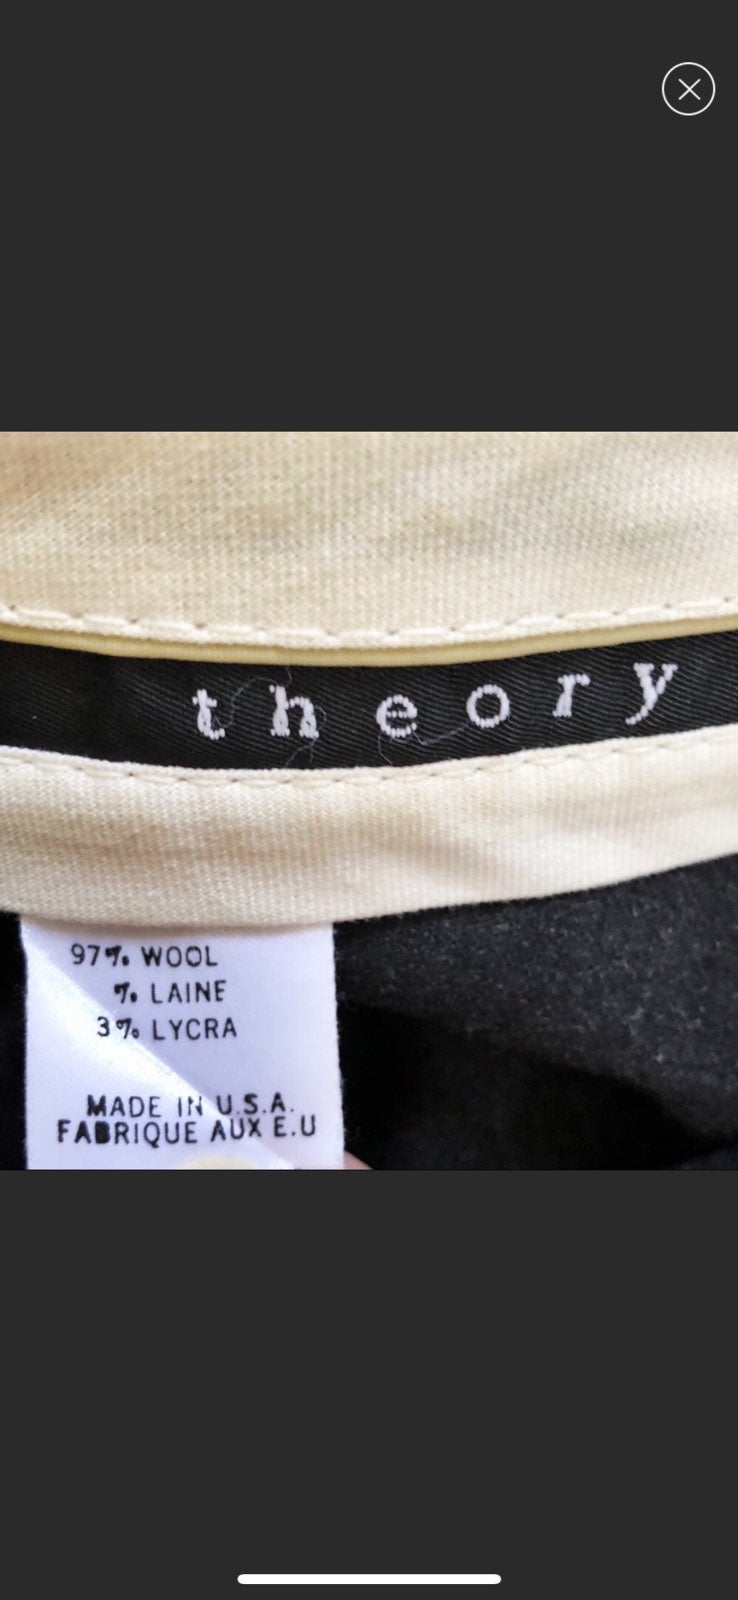 theory
97% WOOL
% LAINE
3% LYCRA
MADE IN U.S.A.
FABRIQUE AUX E.U